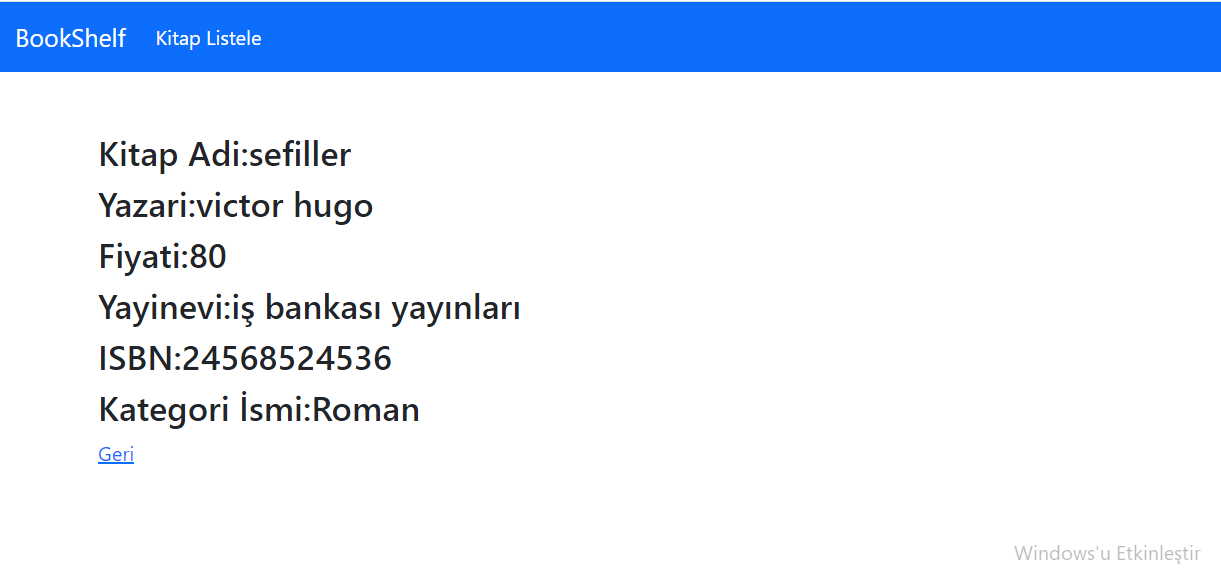 BookShelf Kitap Listele
Kitap Adi:sefiller
Yazari:victor hugo
Fiyati:80
Yayinevi:iş bankası yayınları
ISBN:24568524536
Kategori İsmi:Roman
Geri
Windows'u Etkinleştir